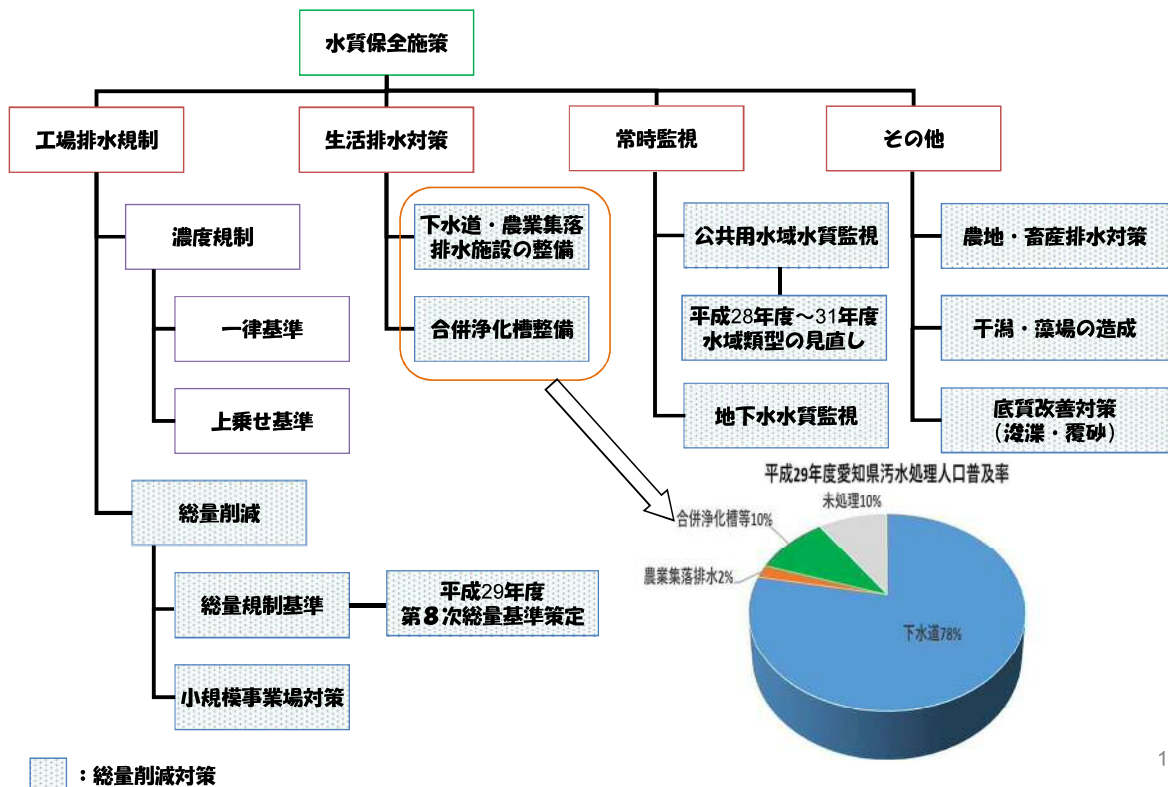 水質保全施策
工場排水規制
生活排水対策
常時監視
その他
濃度規制
一律基準
上乗せ基準
総量削減
総量規制基準
平成29年度
第8次総量基準策定
小規模事業場対策
下水道・農業集落
排水施設の整備
合併浄化槽整備
公共用水域水質監視
平成28年度～31年度
水域類型の見直し
地下水水質監視
農地・畜産排水対策
干潟・藻場の造成
底質改善対策
(浚渫・覆砂)
平成29年度愛知県汚水処理人口普及率
未処理10%
合併浄化槽等10%
農業集落排水2%
下水道78%
：総量削減対策
1